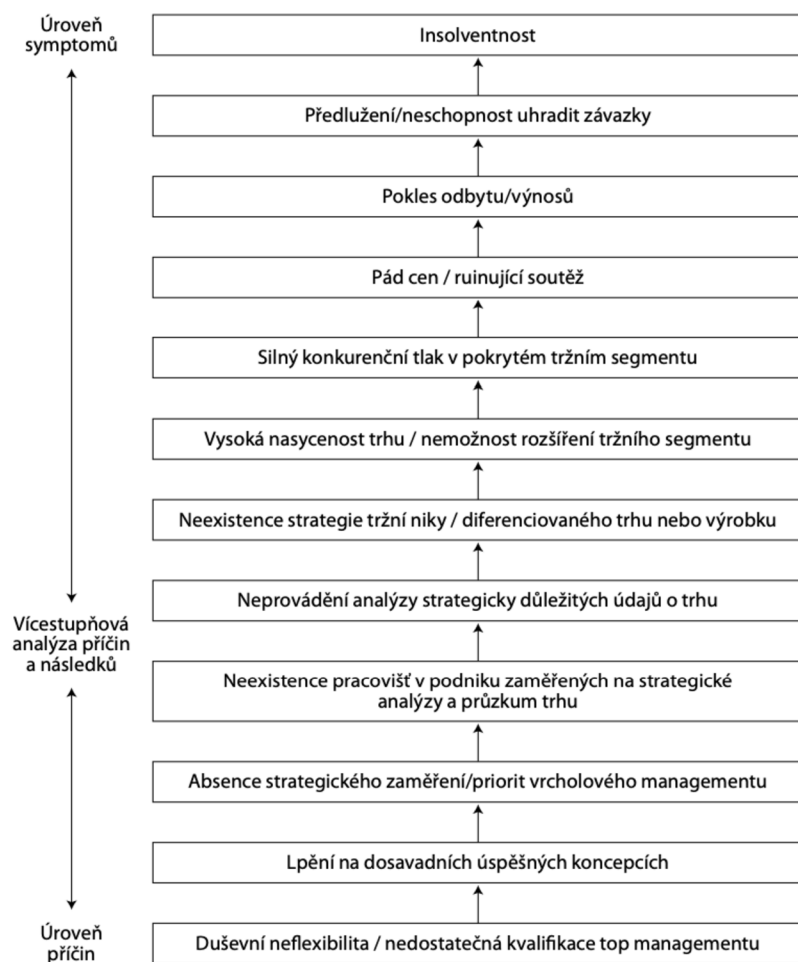 Úroveň
symptomů
Insolventnost
Předlužení/neschopnost uhradit závazky
Pokles odbytu/výnosů
Pád cen / ruinující soutěž
Silný konkurenční tlak v pokrytém tržním segmentu
Vysoká nasycenost trhu / nemožnost rozšíření tržního segmentu
Neexistence strategie tržní niky / diferenciovaného trhu nebo výrobku
Neprovádění analýzy strategicky důležitých údajů o trhu
Vícestupňová
analýza příčin
a následků
Neexistence pracovišť v podniku zaměřených na strategické
analýzy a průzkum trhu
Absence strategického zaměření/priorit vrcholového managementu
Lpění na dosavadních úspěšných koncepcích
Úroveň
příčin
Duševní neflexibilita / nedostatečná kvalifikace top managementu